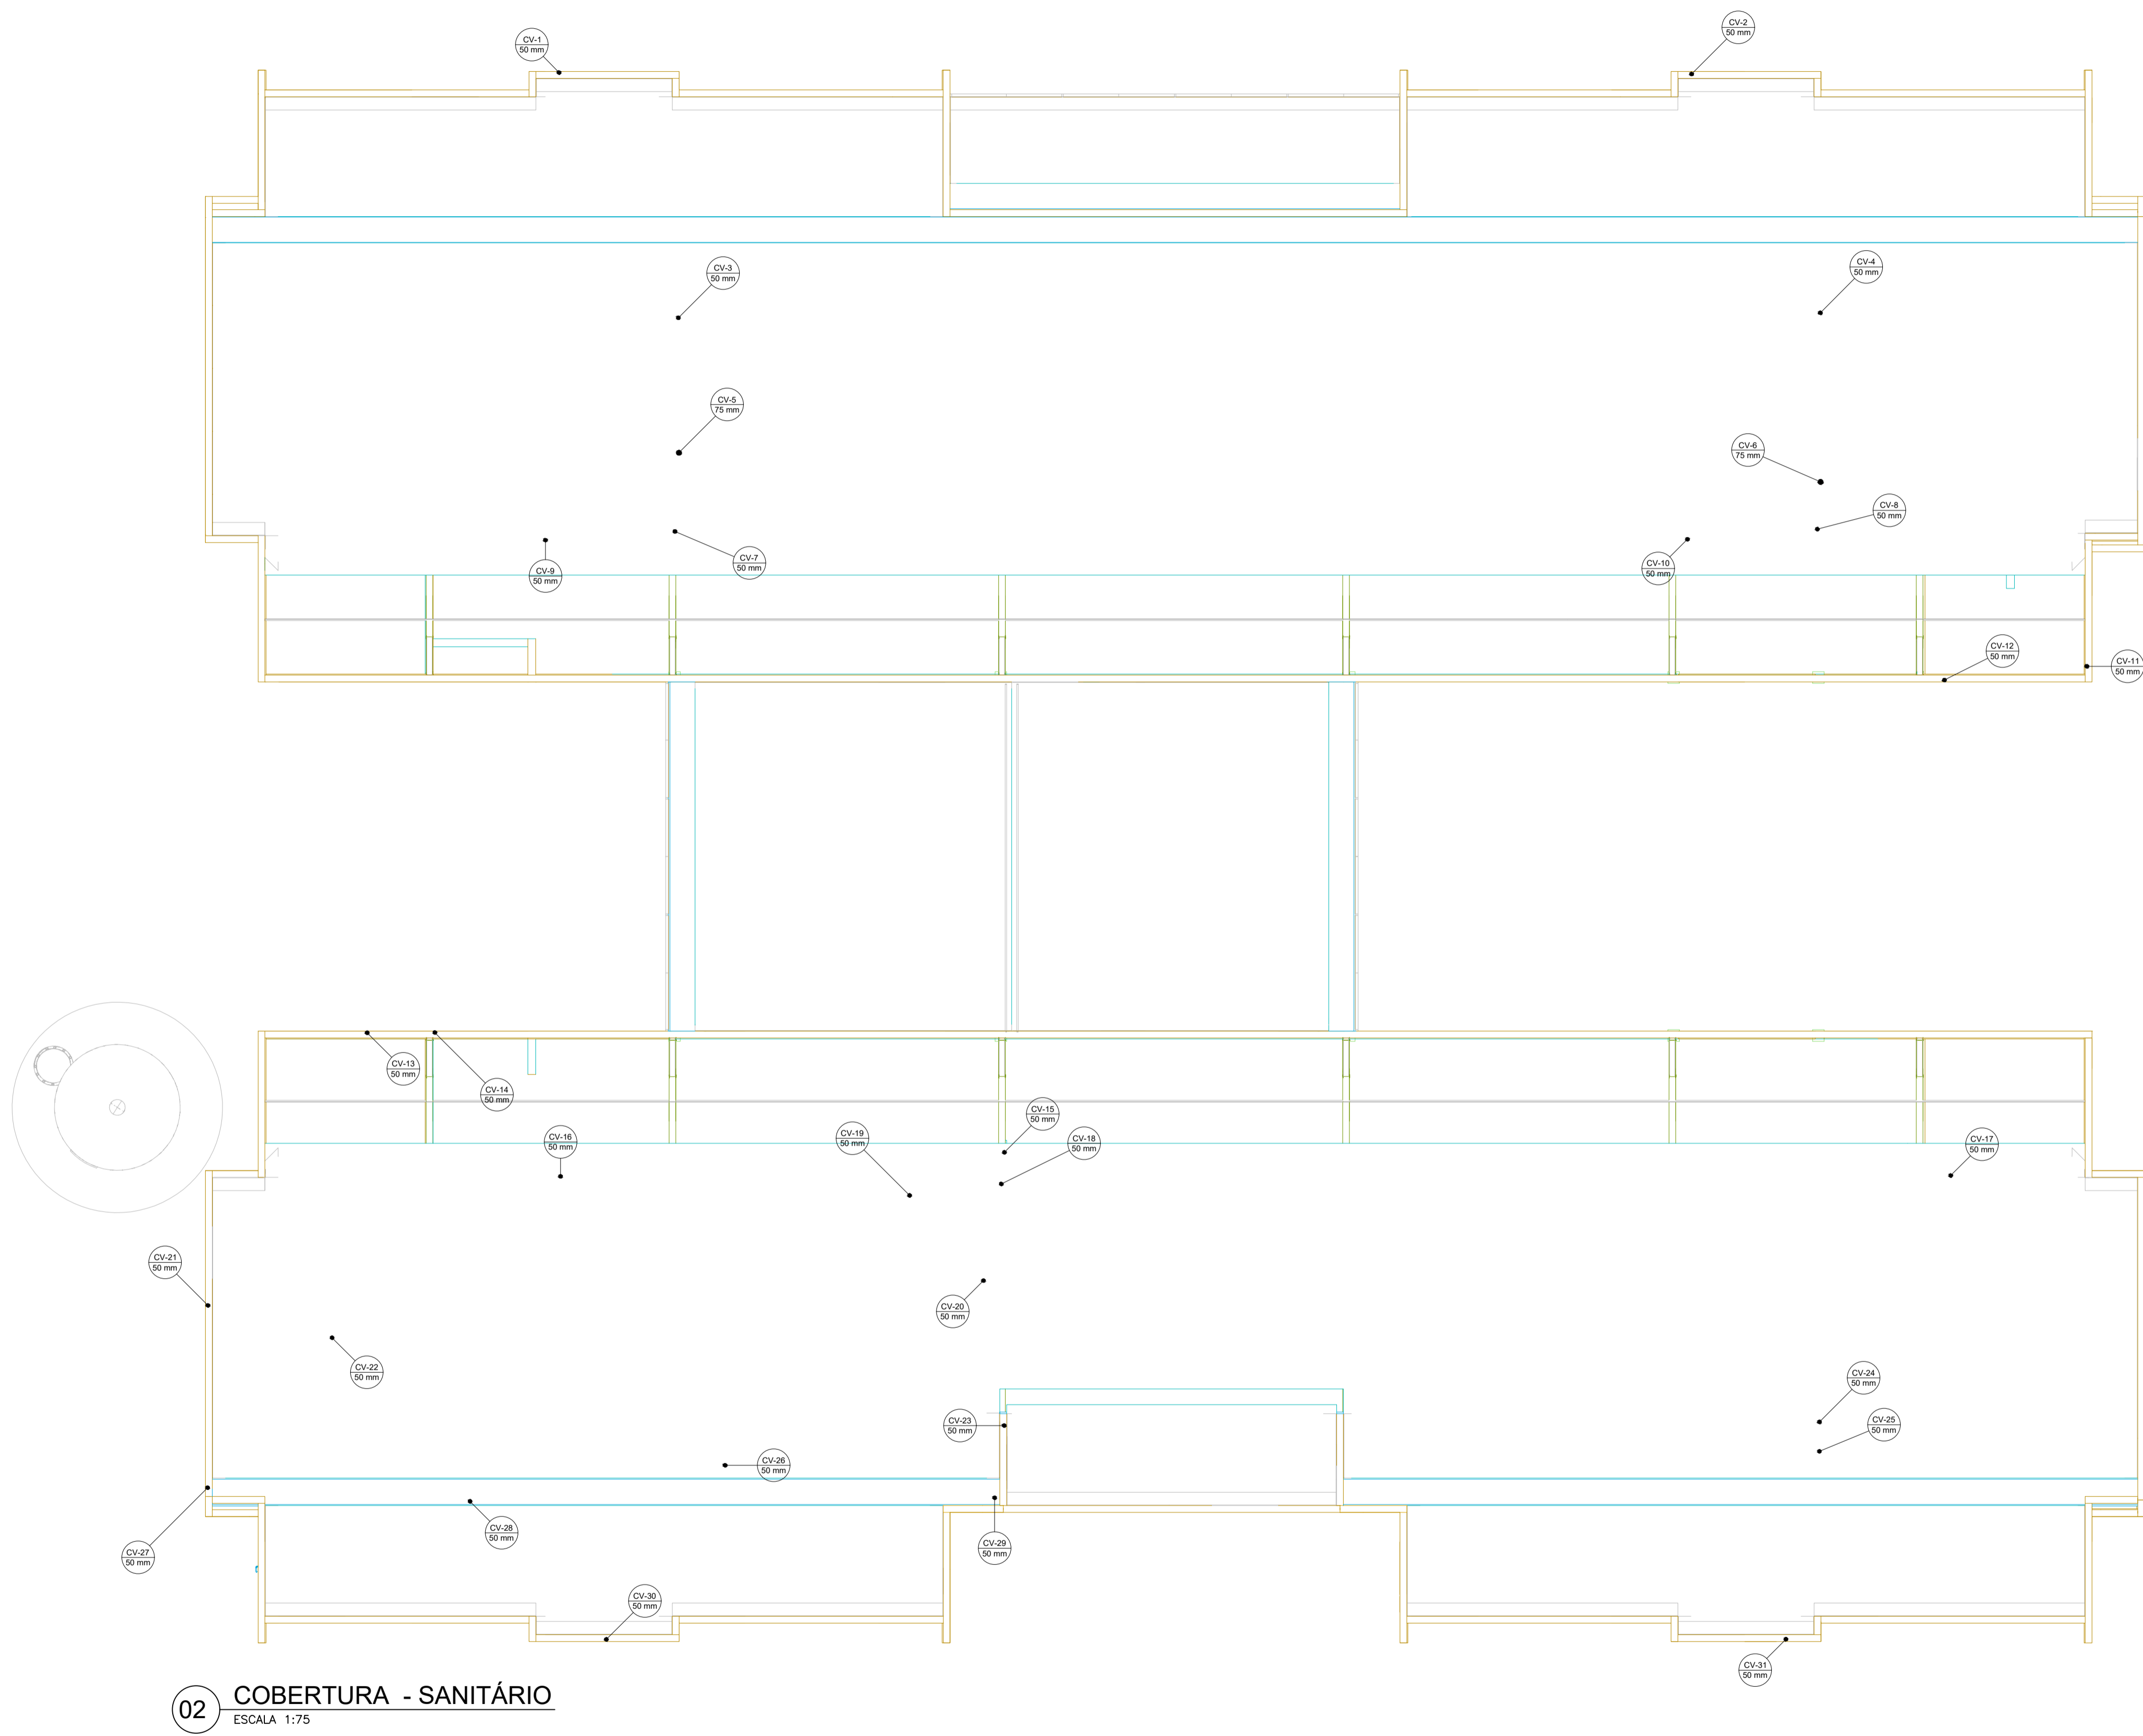 CV-1
50 mm
CV-2
50 mm
CV-3
50 mm
CV-4
50 mm
CV-5
75 mm
CV-6
75 mm
CV-8
50 mm
CV-7
50 mm
CV-9
50 mm
CV-10
50 mm
CV-12
50 mm
CV-11
50 mm
CV-13
50 mm
CV-14
50 mm
CV-15
50 mm
CV-16
50 mm
CV-19
50 mm
CV-18
50 mm
CV-17
50 mm
CV-21
50 mm
CV-20
50 mm
CV-22
50 mm
CV-24
50 mm
CV-23
50 mm
CV-25
50 mm
CV-26
50 mm
CV-28
50 mm
CV-29
50 mm
CV-27
50 mm
CV-30
50 mm
CV-31
50 mm
02
COBERTURA - SANITÁRIO
ESCALA 1:75